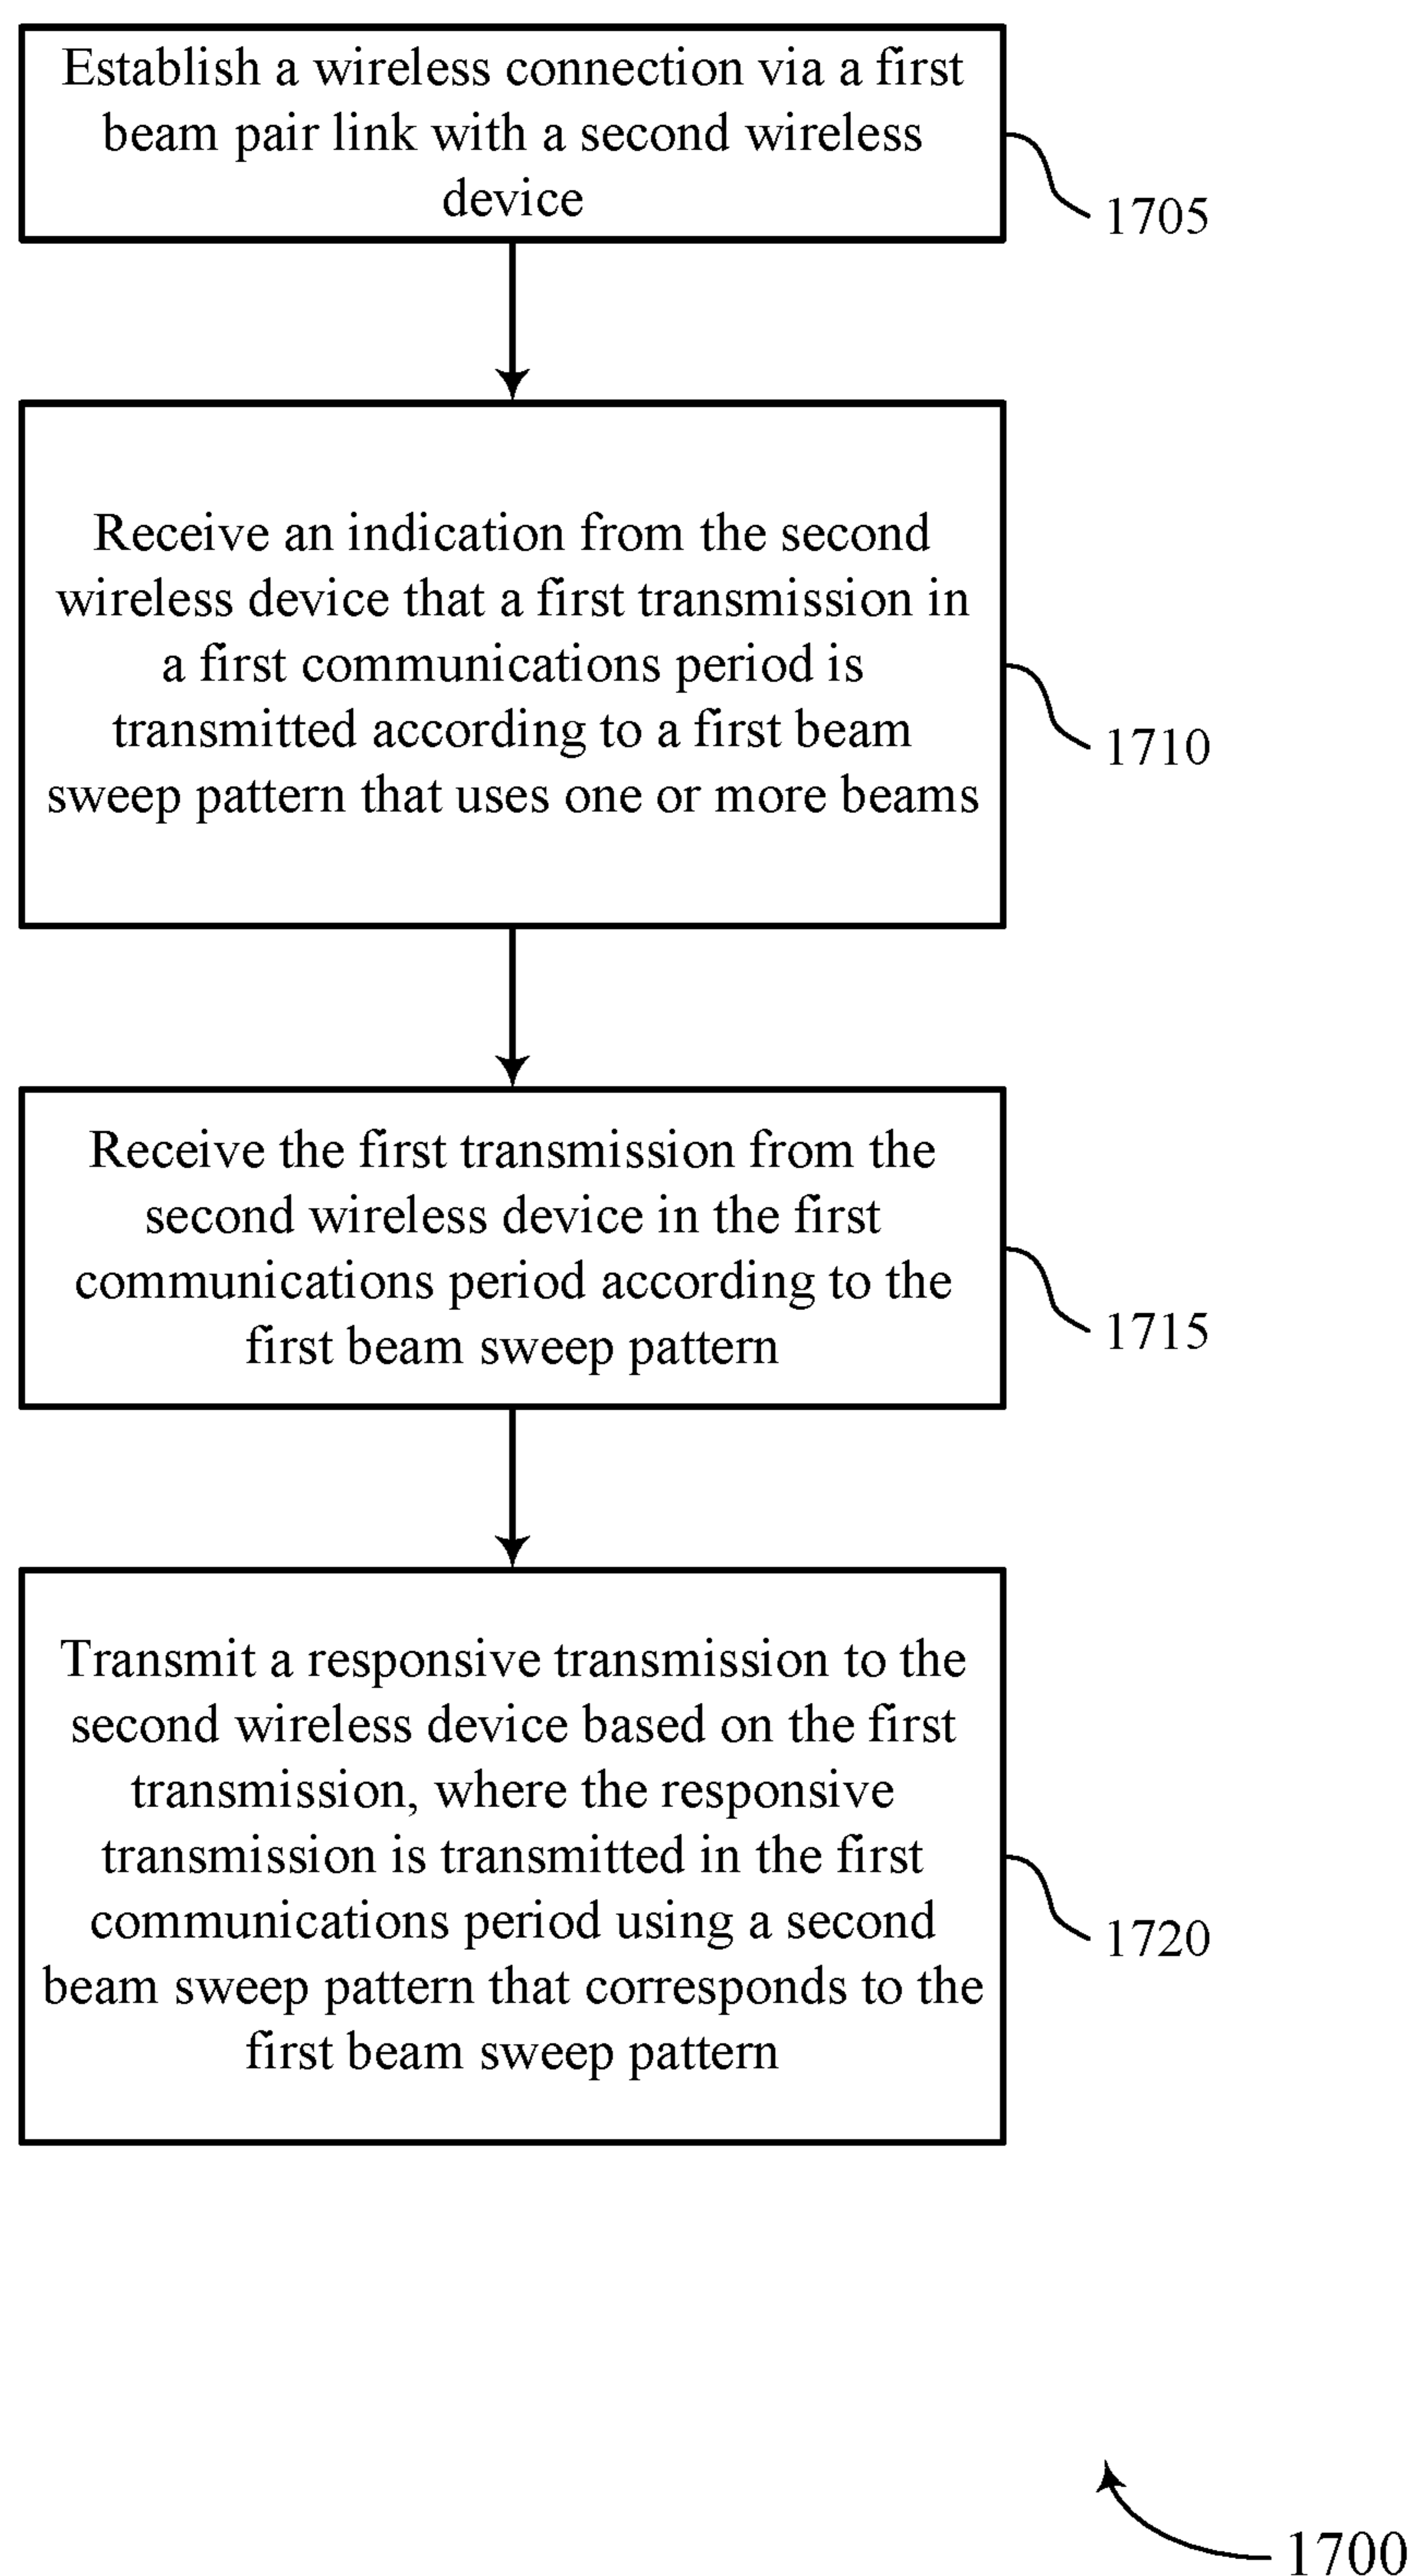 Establish a wireless connection via a first
beam pair link with a second wireless
device
1705
Receive an indication from the second
wireless device that a first transmission in
a first communications period is
transmitted according to a first beam
sweep pattern that uses one or more beams
1710
Receive the first transmission from the
second wireless device in the first
communications period according to the
first beam sweep pattern
1715
Transmit a responsive transmission to the
second wireless device based on the first
transmission, where the responsive
transmission is transmitted in the first
communications period using a second
beam sweep pattern that corresponds to the
first beam sweep pattern
1720
1700